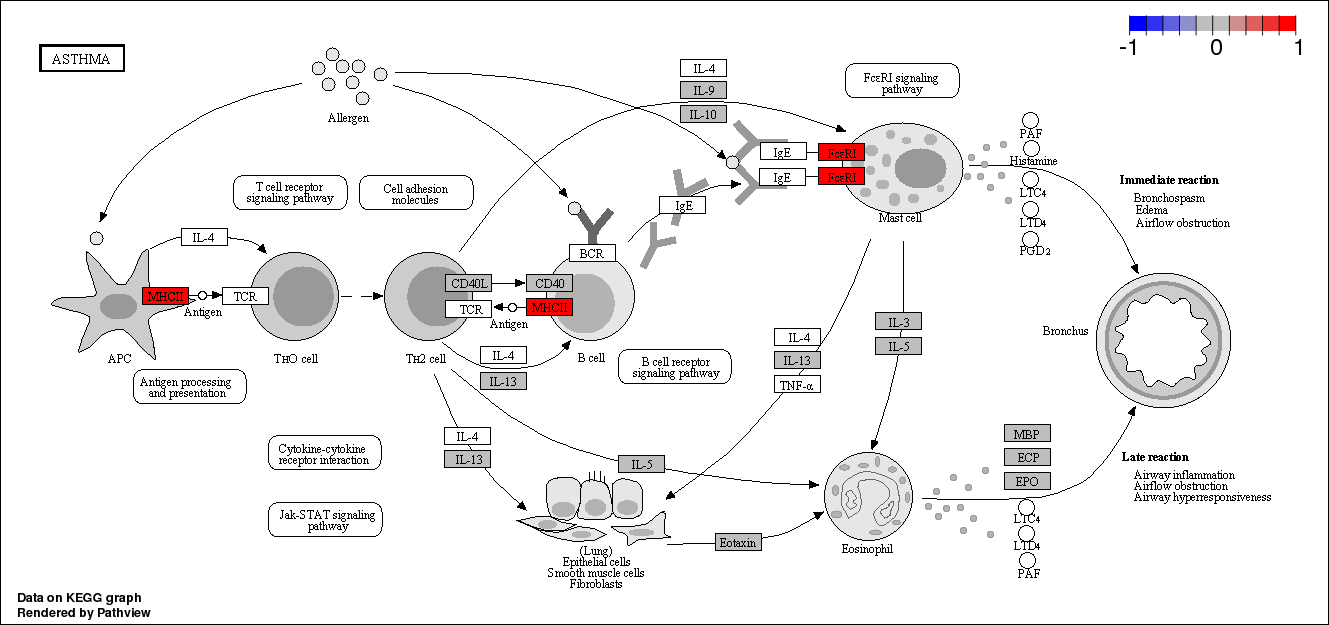 -1 0 1
ASTHMA
Allergen
IL-4
IL-9
IL-10
FcεRI signaling
pathway
IgE
FcεRI
IgE
FcεRI
Mast cell
PAF
Histamine
LTC4
LTD4
PGD2
Immediate reaction
Bronchospasm
Edema
Airflow obstruction
T cell receptor
signaling pathway
Cell adhesion
molecules
IgE
IL-4
BCR
MHCII
Antigen
TCR
CD40L
CD40
TCR
Antigen
MHCII
APC
TH0 cell
TH2 cell
B cell
IL-4
IL-13
B cell receptor
signaling pathway
Antigen processing
and presentation
IL-4
IL-13
TNF-α
IL-3
IL-5
Bronchus
Cytokine-cytokine
receptor interaction
Jak-STAT signaling
pathway
IL-4
IL-13
IL-5
Eotaxin
(Lung)
Epithelial cells
Smooth muscle cells
Fibroblasts
Eosinophil
MBP
ECP
EPO
LTC4
LTD4
PAF
Late reaction
Airway inflammation
Airflow obstruction
Airway hyperresponsiveness
Data on KEGG graph
Rendered by Pathview